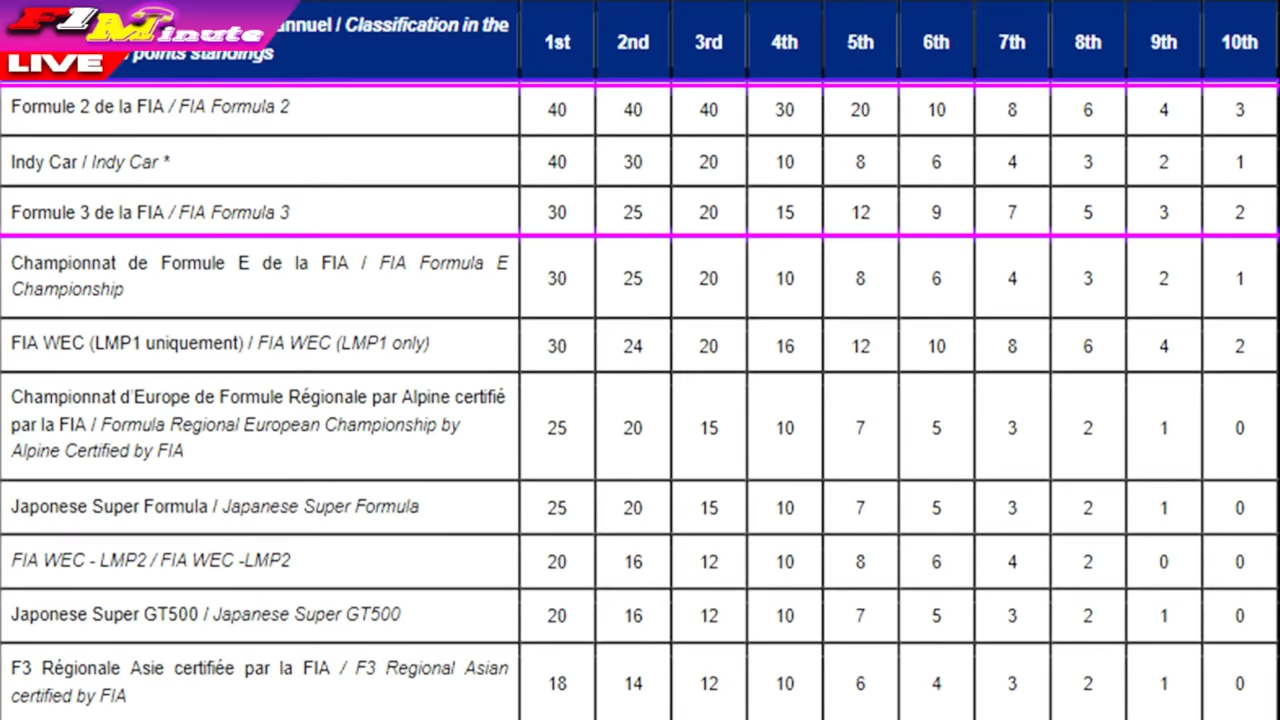 F1AMinute
LIVE
annuel / Classification in the
points standings
1st 2nd 3rd 4th 5th 6th 7th 8th 9th 10th
Formule 2 de la FIA / FIA Formula 2 40 40 40 30 20 10 8 6 4 3
Indy Car / Indy Car * 40 30 20 10 8 6 4 3 2 1
Formule 3 de la FIA / FIA Formula 3 30 25 20 15 12 9 7 5 3 2
Championnat de Formule E de la FIA / FIA Formula E
Championship 30 25 20 10 8 6 4 3 2 1
FIA WEC (LMP1 uniquement) / FIA WEC (LMP1 only) 30 24 20 16 12 10 8 6 4 2
Championnat d'Europe de Formule Régionale par Alpine certifié
par la FIA / Formula Regional European Championship by 25 20 15 10 7 5 3 2 1 0
Alpine Certified by FIA
Japonese Super Formula / Japanese Super Formula 25 20 15 10 7 5 3 2 1 0
FIA WEC - LMP2 / FIA WEC -LMP2 20 16 12 10 8 6 4 2 0 0
Japonese Super GT500 / Japanese Super GT500 20 16 12 10 7 5 3 2 1 0
F3 Régionale Asie certifiée par la FIA / F3 Regional Asian
certified by FIA 18 14 12 10 6 4 3 2 1 0